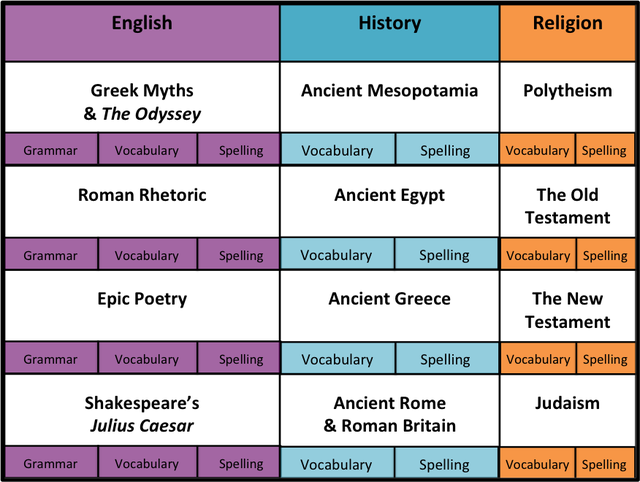 English History Religion
Greek Myths
& The Odyssey
Ancient Mesopotamia
Polytheism
Grammar Vocabulary Spelling Vocabulary Spelling Vocabulary Spelling
Roman Rhetoric
Ancient Egypt
The Old
Testament
Grammar Vocabulary Spelling Vocabulary Spelling Vocabulary Spelling
Epic Poetry
Ancient Greece
The New
Testament
Grammar Vocabulary Spelling Vocabulary Spelling Vocabulary Spelling
Shakespeare’s
Julius Caesar
Ancient Rome
& Roman Britain
Judaism
Grammar Vocabulary Spelling Vocabulary Spelling Vocabulary Spelling